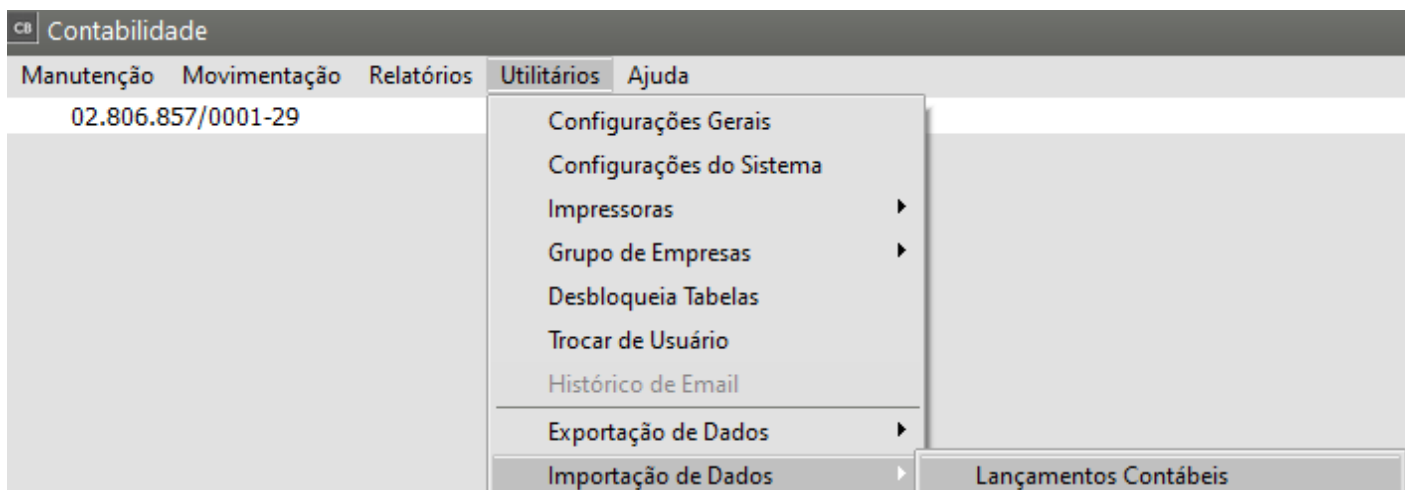 CB Contabilidade
Manutenção Movimentação Relatórios Utilitários Ajuda
02.806.857/0001-29
Configurações Gerais
Configurações do Sistema
Impressoras
Grupo de Empresas
Desbloqueia Tabelas
Trocar de Usuário
Histórico de Email
Exportação de Dados
Importação de Dados Lançamentos Contábeis